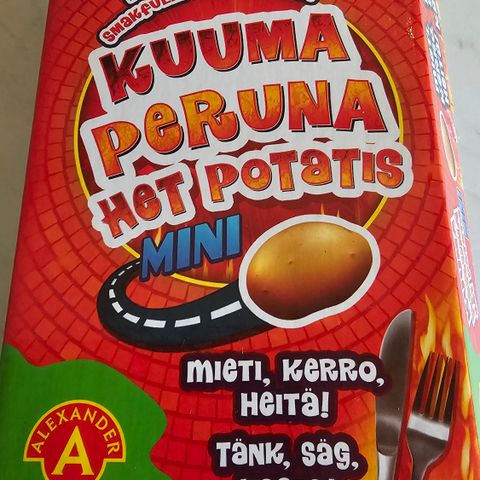 KUUMA
PERUNA
HET POTATIS
MINI
MIETI, KERRO,
HEITÄ!
TÄNK, SÄG,
ALEXANDER
A